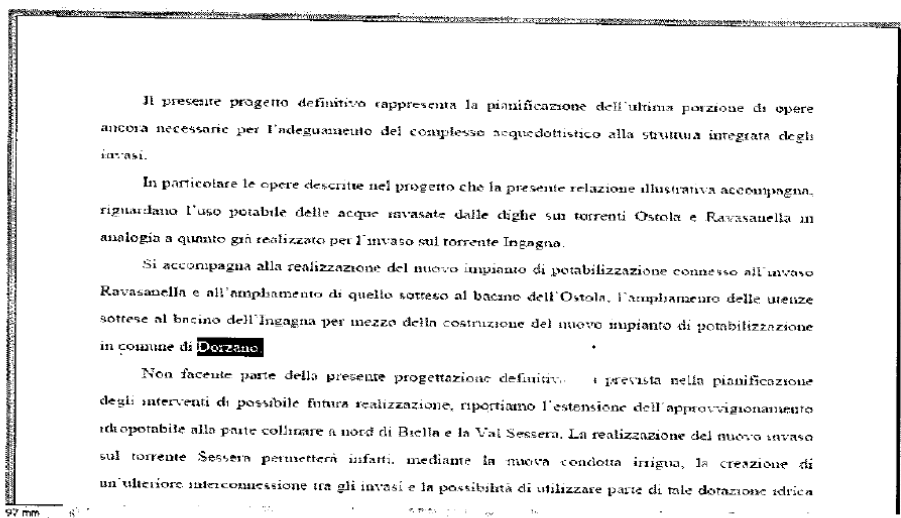 Il presente progetto definitivo rappresenta la pianificazione dell'ultima porzione di opere
ancora necessarie per l'adeguamento del complesso acquedottistico alla struttura integrata degli
invasi.
In particolare le opere descritte nel progetto che la presente relazione illustrativa accompagna,
riguardano l'uso potabile delle acque invasate dalle dighe sui torrenti Ostola e Ravasanella in
analogia a quanto già realizzato per l'invaso sul torrente Ingagna.
Si accompagna alla realizzazione del nuovo impianto di potabilizzazione connesso all'invaso
Ravasanella e all'ampliamento di quello sotteso al bacino dell'Ostola, l'ampliamento delle utenze
sottese al bacino dell'Ingagna per mezzo della costruzione del nuovo impianto di potabilizzazione
in comune di Dorzano.
Non facente parte della presente progettazione prevista nella pianificazione
degli interventi di possibile futura realizzazione, riportiamo l'estensione dell'approvvigionamento
idropotabile alla parte collinare a nord di Biella e la Val Sessera. La realizzazione del nuovo invaso
sul torrente Sessera permetterà infatti, mediante la nuova condotta irrigua, la creazione di
un'ulteriore interconnessione tra gli invasi e la possibilità di utilizzare parte di tale dotazione idrica
97 mm